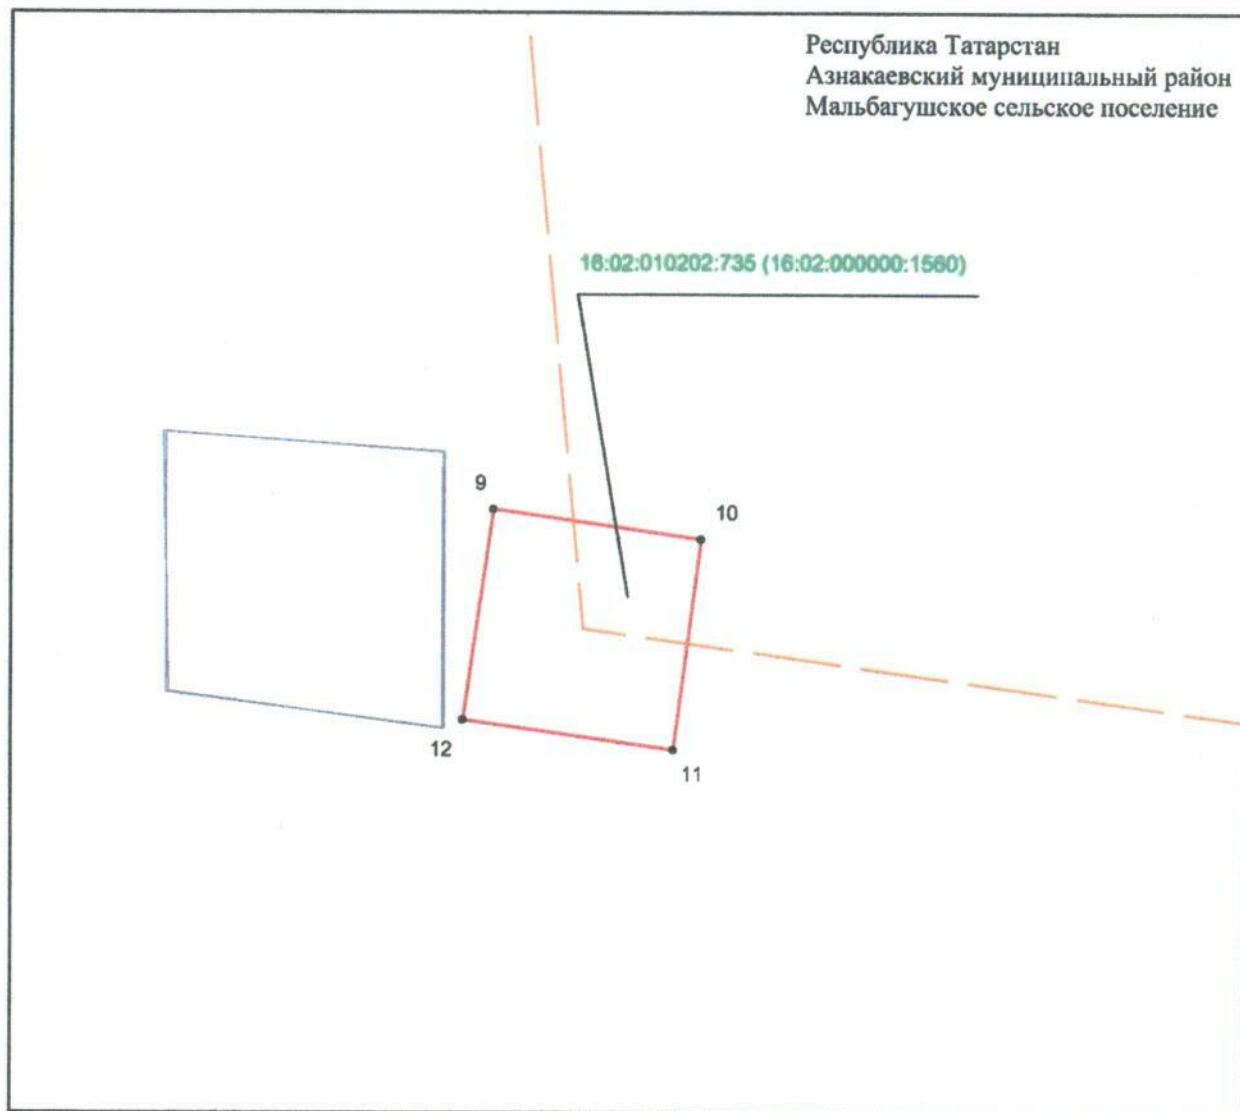 Республика Татарстан
Азнакаевский муниципальный район
Мальбагушское сельское поселение
16:02:010202:735 (16:02:000000:1560)
9
10
12
11